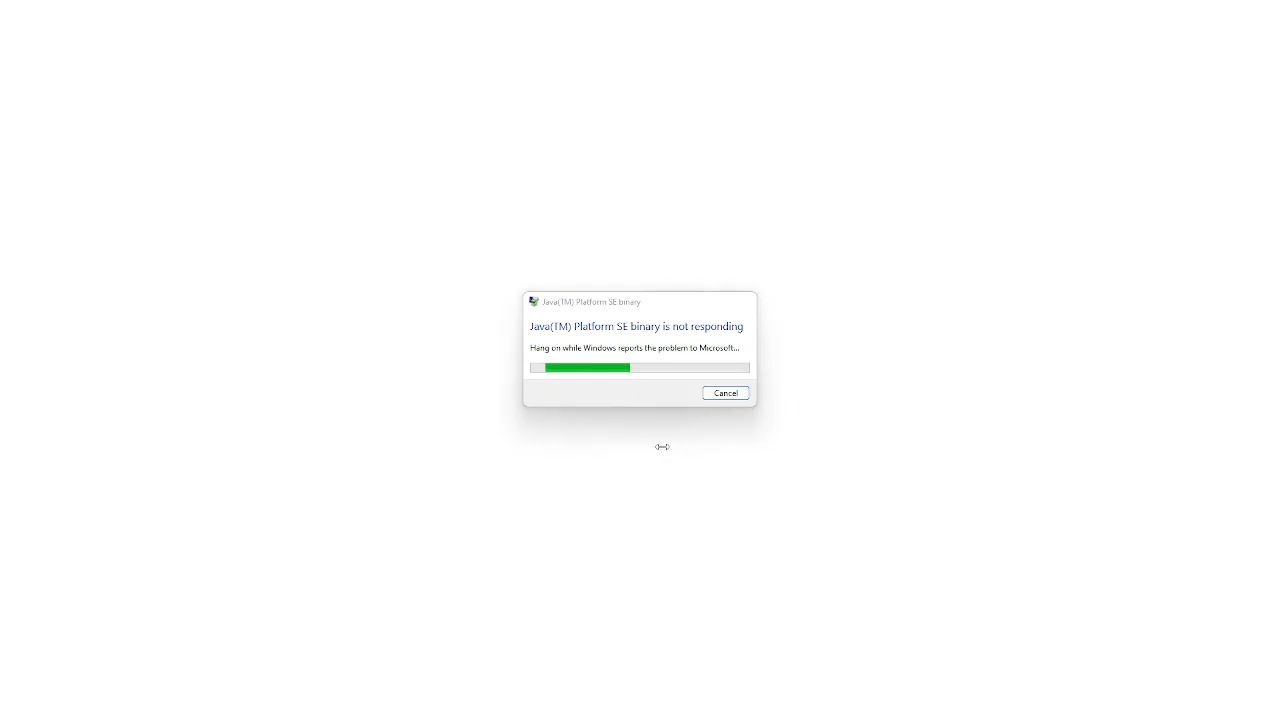 Java(TM) Platform SE binary
Java(TM) Platform SE binary is not responding
Hang on while Windows reports the problem to Microsoft...
Cancel